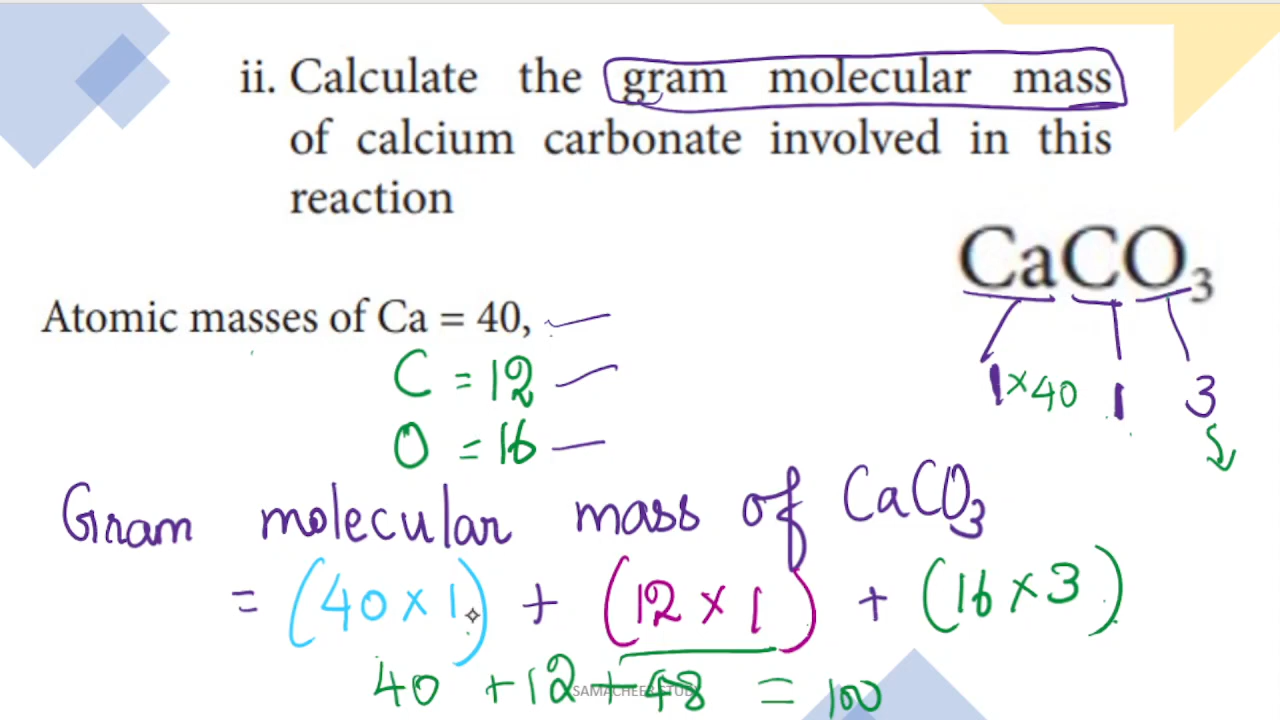 ii. Calculate the gram molecular mass
of calcium carbonate involved in this
reaction
CaCO₃
Atomic masses of Ca = 40,
1 × 40 1 3
C = 12
O = 16
Gram molecular mass of CaCO₃
= (40 × 1) + (12 × 1) + (16 × 3)
40 + 12 + 48 = 100
SAMACHEER STUDY